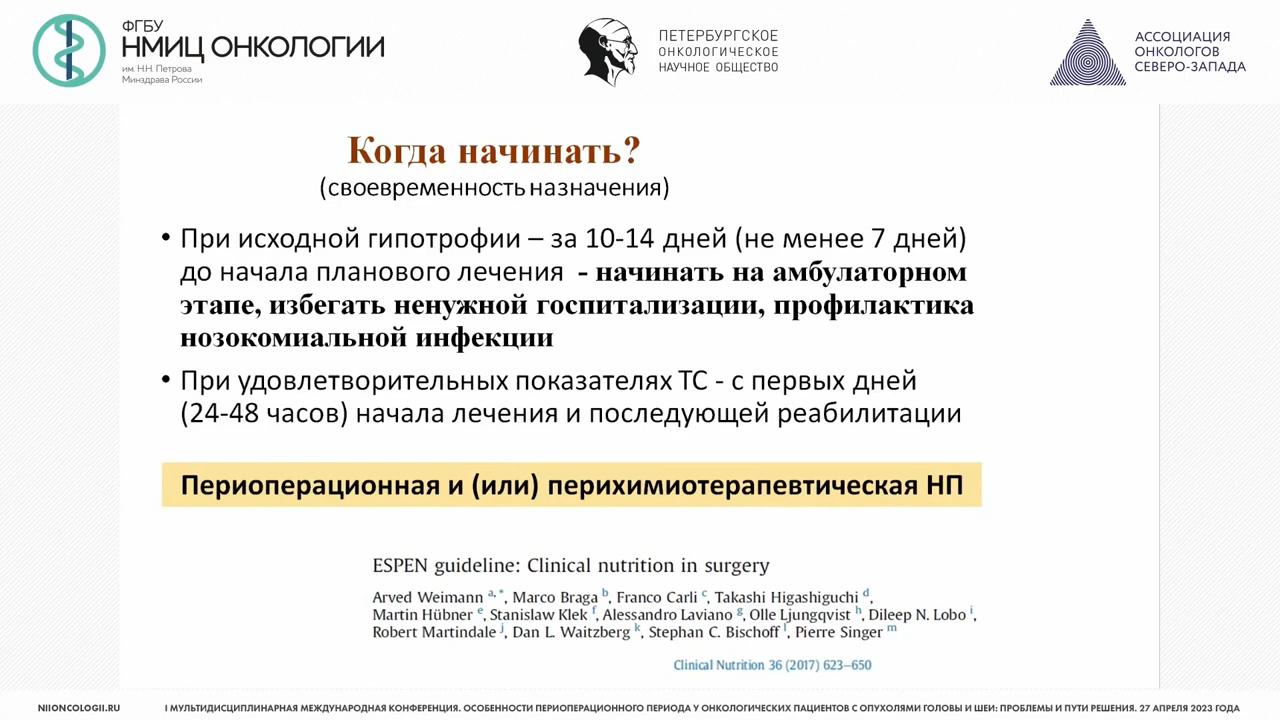 ФГБУ
НМИЦ ОНКОЛОГИИ
им. Н.Н. Петрова
Минздрава России
ПЕТЕРБУРГСКОЕ
ОНКОЛОГИЧЕСКОЕ
НАУЧНОЕ ОБЩЕСТВО
АССОЦИАЦИЯ
ОНКОЛОГОВ
СЕВЕРО-ЗАПАДА
Когда начинать?
(своевременность назначения)
• При исходной гипотрофии – за 10-14 дней (не менее 7 дней)
до начала планового лечения - начинать на амбулаторном
этапе, избегать ненужной госпитализации, профилактика
нозокомиальной инфекции
• При удовлетворительных показателях ТС - с первых дней
(24-48 часов) начала лечения и последующей реабилитации
Периоперационная и (или) перихимиотерапевтическая НП
ESPEN guideline: Clinical nutrition in surgery
Arved Weimann a, *, Marco Braga b, Franco Carli c, Takashi Higashiguchi d,
Martin Hübner e, Stanislaw Klek f, Alessandro Laviano g, Olle Ljungqvist h, Dileep N. Lobo i,
Robert Martindale j, Dan L. Waitzberg k, Stephan C. Bischoff l, Pierre Singer m
Clinical Nutrition 36 (2017) 623–650
NIIONCOLOGII.RU
I МУЛЬТИДИСЦИПЛИНАРНАЯ МЕЖДУНАРОДНАЯ КОНФЕРЕНЦИЯ. ОСОБЕННОСТИ ПЕРИОПЕРАЦИОННОГО ПЕРИОДА У ОНКОЛОГИЧЕСКИХ ПАЦИЕНТОВ С ОПУХОЛЯМИ ГОЛОВЫ И ШЕИ: ПРОБЛЕМЫ И ПУТИ РЕШЕНИЯ. 27 АПРЕЛЯ 2023 ГОДА